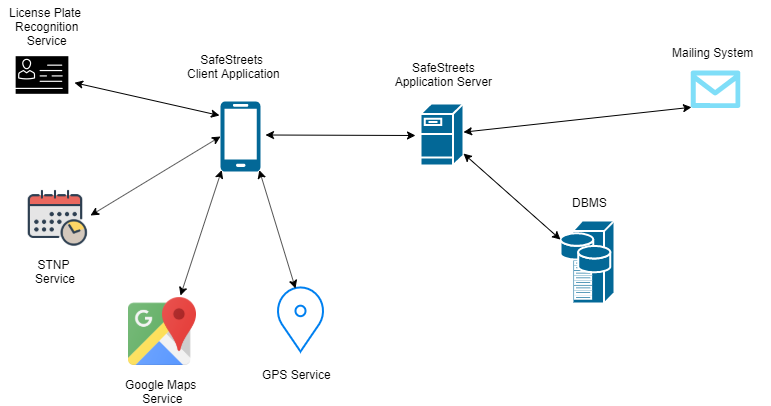 License Plate
Recognition
Service
SafeStreets
Client Application
SafeStreets
Application Server
Mailing System
STNP
Service
DBMS
G
Google Maps
Service
GPS Service